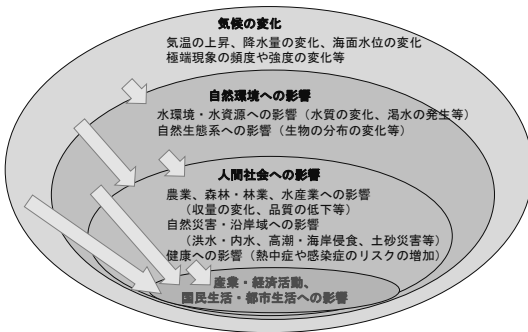 気候の変化
気温の上昇、降水量の変化、海面水位の変化
極端現象の頻度や強度の変化等
自然環境への影響
水環境・水資源への影響（水質の変化、渇水の発生等）
自然生態系への影響（生物の分布の変化等）
人間社会への影響
農業、森林・林業、水産業への影響
（収量の変化、品質の低下等）
自然災害・沿岸域への影響
（洪水・内水、高潮・海岸侵食、土砂災害等）
健康への影響（熱中症や感染症のリスクの増加）
産業・経済活動、
国民生活・都市生活への影響